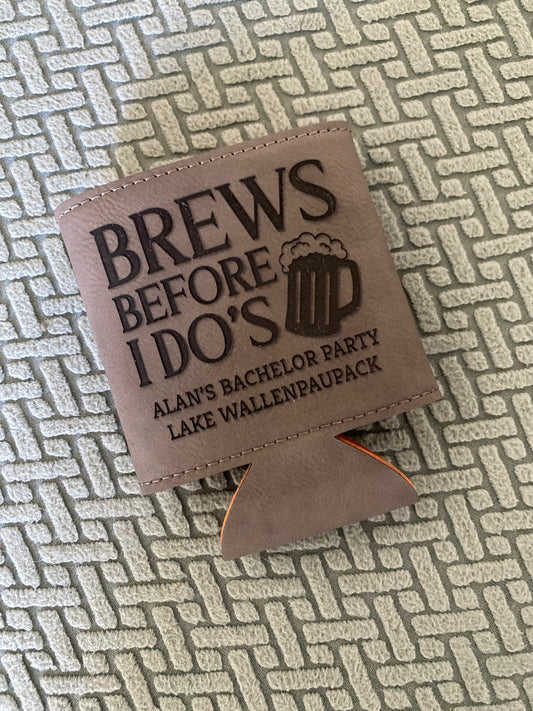 BREWS
BEFORE
I DO'S
ALAN'S BACHELOR PARTY
LAKE WALLENPAUPACK